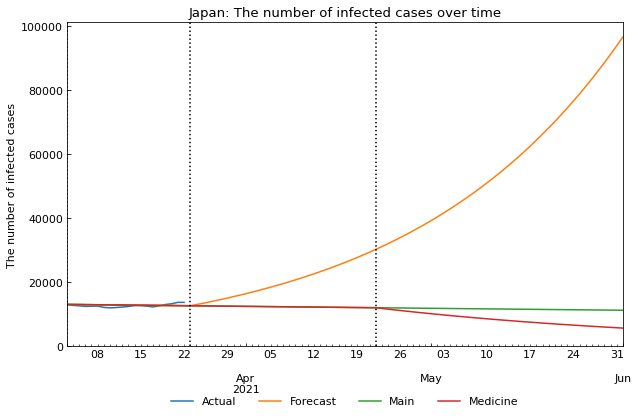 Japan: The number of infected cases over time
The number of infected cases
100000
80000
60000
40000
20000
0
08 15 22 29 05 12 19 26 03 10 17 24 31
Apr May Jun
2021
Actual Forecast Main Medicine